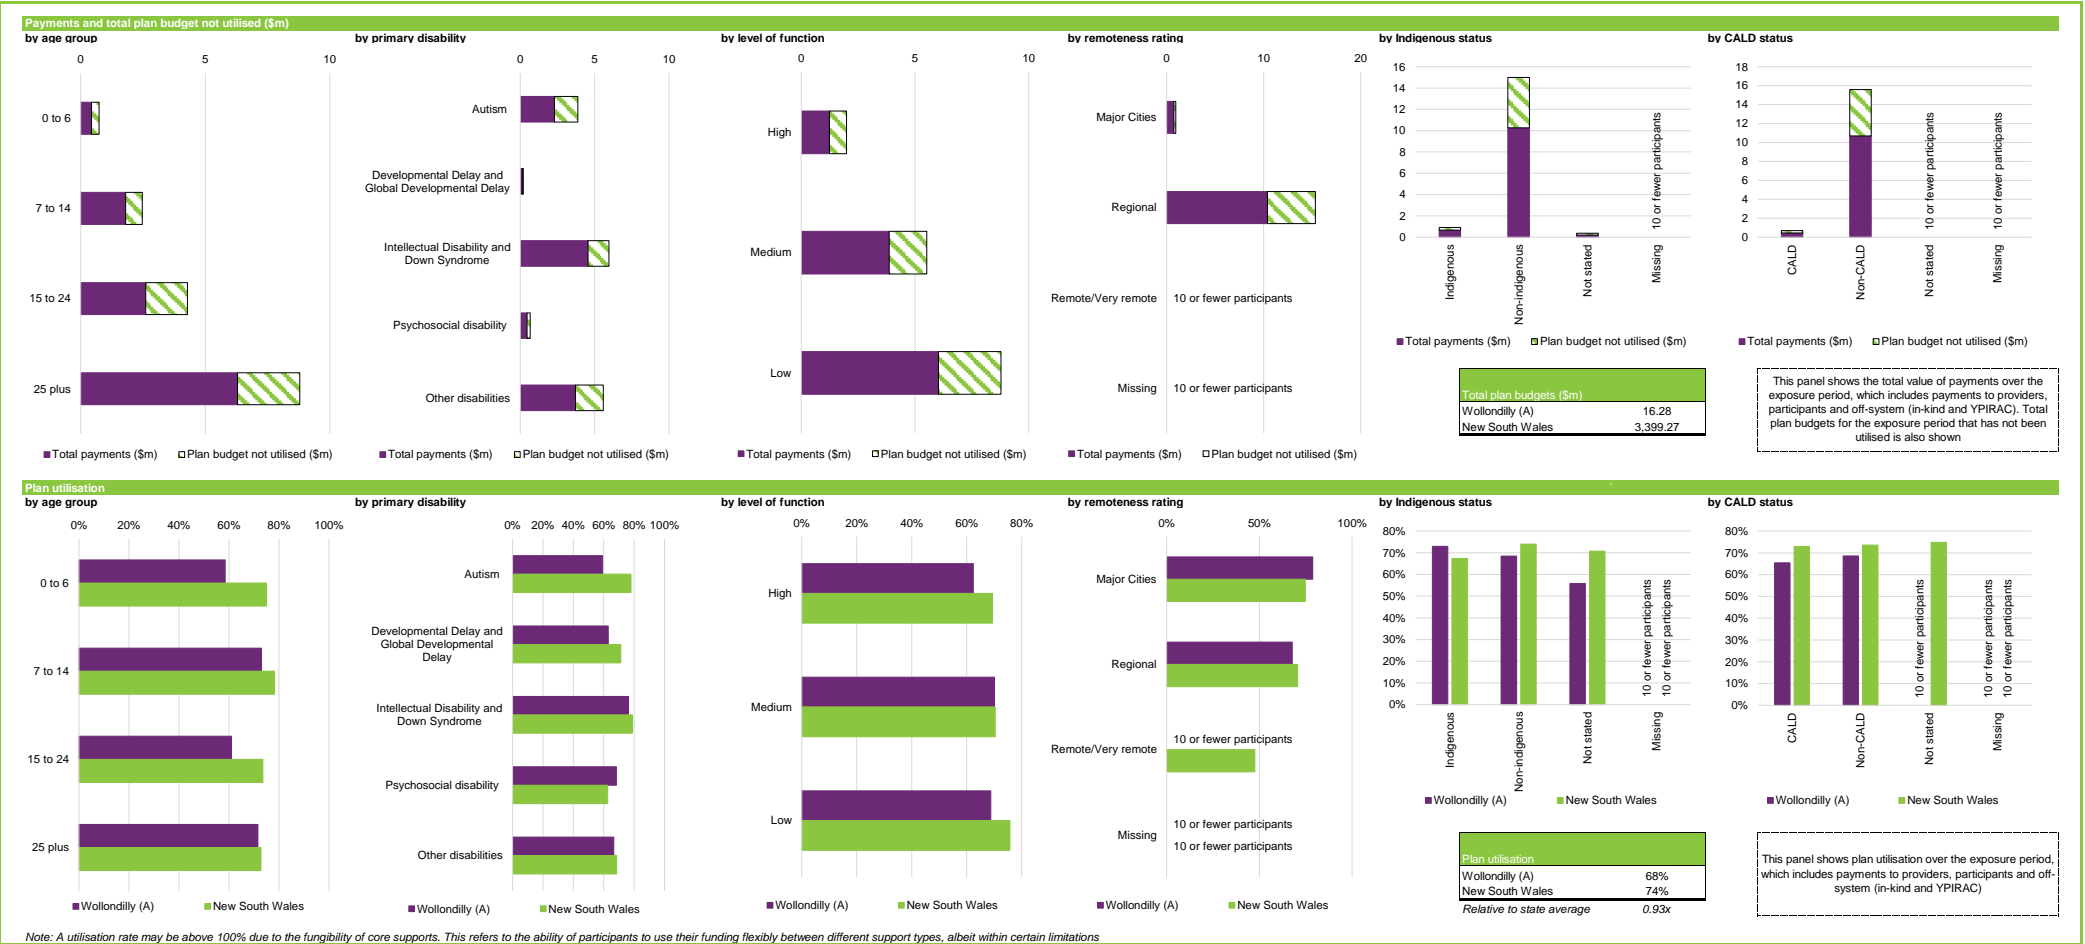 Payments and total plan budget not utilised ($m)
by age group
0 5 10
0 to 6
7 to 14
15 to 24
25 plus
Total payments ($m) Plan budget not utilised ($m)
by primary disability
0 5 10
Autism
Developmental Delay and
Global Developmental Delay
Intellectual Disability and
Down Syndrome
Psychosocial disability
Other disabilities
Total payments ($m) Plan budget not utilised ($m)
by level of function
0 5 10
High
Medium
Low
Total payments ($m) Plan budget not utilised ($m)
by remoteness rating
0 10 20
Major Cities
Regional
Remote/Very remote 10 or fewer participants
Missing 10 or fewer participants
Total payments ($m) Plan budget not utilised ($m)
by Indigenous status
16
14
12
10
8
6
4
2
0
Indigenous
Non-indigenous
Not stated
10 or fewer participants
Missing
Total payments ($m) Plan budget not utilised ($m)
Total plan budgets ($m)
Wollondilly (A) 16.28
New South Wales 3,399.27
by CALD status
18
16
14
12
10
8
6
4
2
0
CALD
Non-CALD
10 or fewer participants
Not stated
10 or fewer participants
Missing
Total payments ($m) Plan budget not utilised ($m)
This panel shows the total value of payments over the
exposure period, which includes payments to providers,
participants and off-system (in-kind and YPIRAC). Total
plan budgets for the exposure period that has not been
utilised is also shown
Plan utilisation
by age group
0% 20% 40% 60% 80% 100%
0 to 6
7 to 14
15 to 24
25 plus
Wollondilly (A) New South Wales
by primary disability
0% 20% 40% 60% 80% 100%
Autism
Developmental Delay and
Global Developmental
Delay
Intellectual Disability and
Down Syndrome
Psychosocial disability
Other disabilities
Wollondilly (A) New South Wales
by level of function
0% 20% 40% 60% 80%
High
Medium
Low
Wollondilly (A) New South Wales
by remoteness rating
0% 50% 100%
Major Cities
Regional
10 or fewer participants
Remote/Very remote
10 or fewer participants
Missing
10 or fewer participants
Wollondilly (A) New South Wales
by Indigenous status
80%
70%
60%
50%
40%
30%
20%
10%
0%
Indigenous
Non-indigenous
Not stated
10 or fewer participants
10 or fewer participants
Missing
Wollondilly (A) New South Wales
Plan utilisation
Wollondilly (A) 68%
New South Wales 74%
Relative to state average 0.93x
by CALD status
80%
70%
60%
50%
40%
30%
20%
10%
0%
CALD
Non-CALD
10 or fewer participants
Not stated
10 or fewer participants
10 or fewer participants
Missing
Wollondilly (A) New South Wales
This panel shows plan utilisation over the exposure period,
which includes payments to providers, participants and off-
system (in-kind and YPIRAC)
Note: A utilisation rate may be above 100% due to the fungibility of core supports. This refers to the ability of participants to use their funding flexibly between different support types, albeit within certain limitations